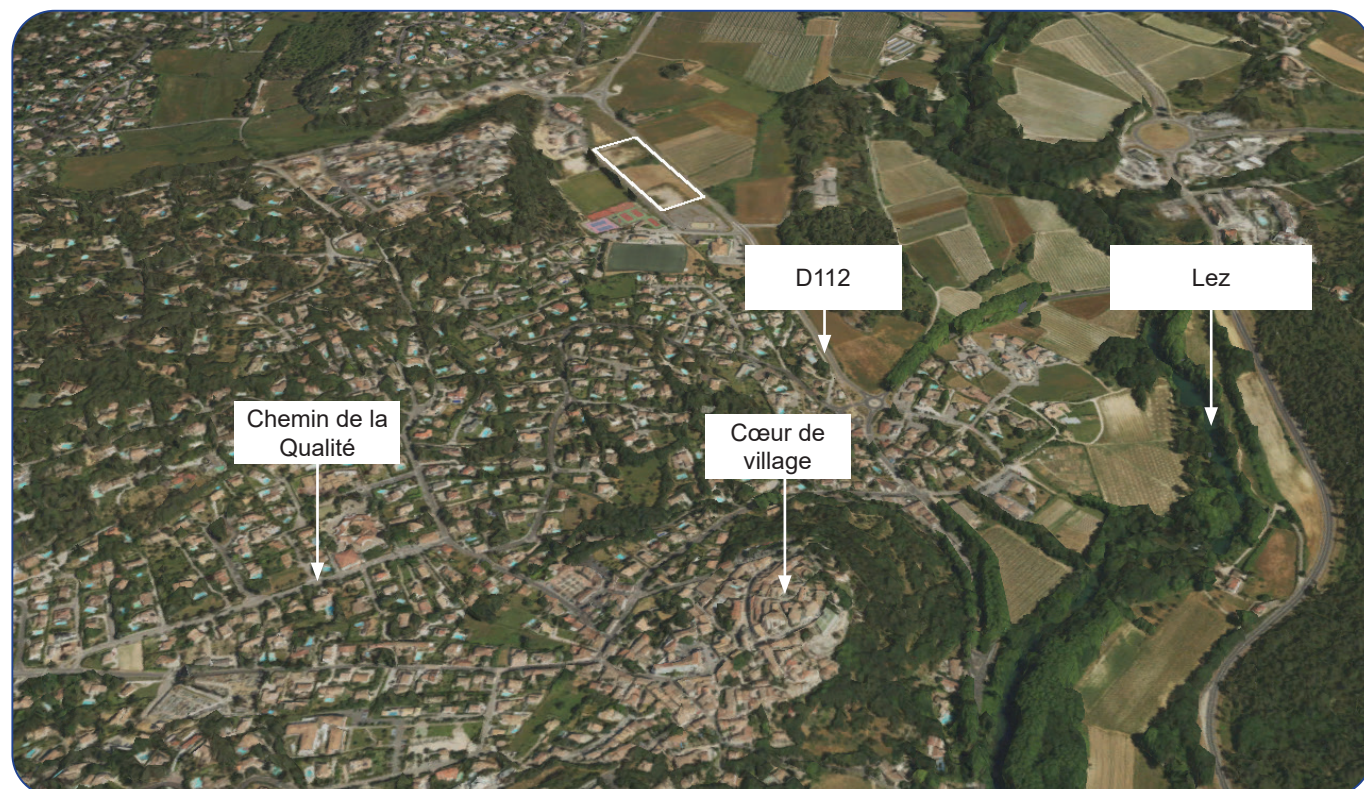 D112
Lez
Chemin de la
Qualité
Cœur de
village